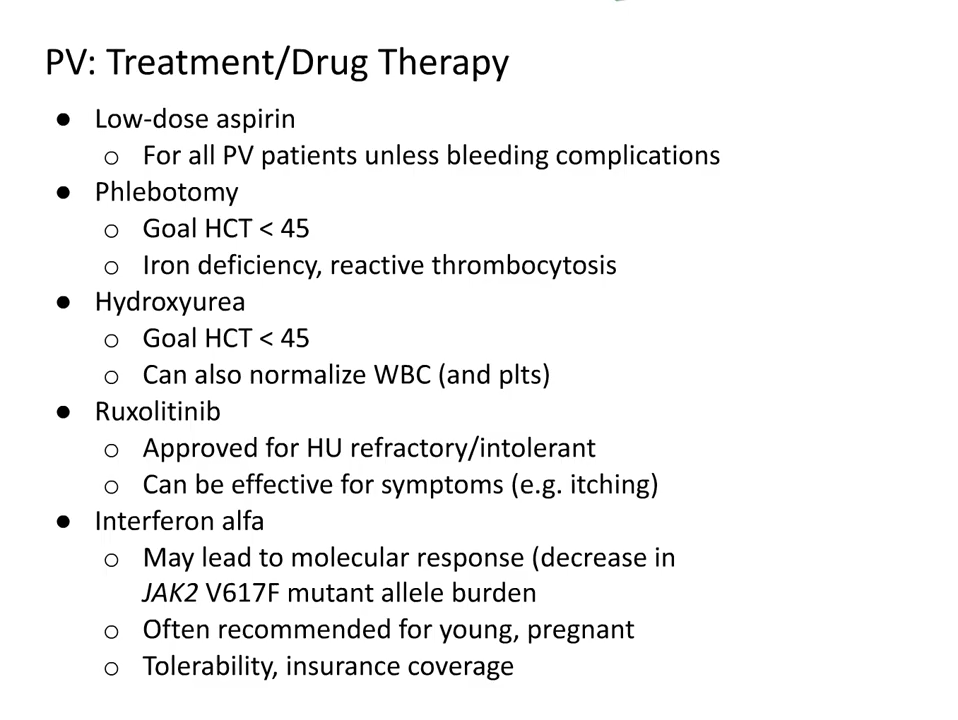 PV: Treatment/Drug Therapy
● Low-dose aspirin
○ For all PV patients unless bleeding complications
● Phlebotomy
○ Goal HCT < 45
○ Iron deficiency, reactive thrombocytosis
● Hydroxyurea
○ Goal HCT < 45
○ Can also normalize WBC (and plts)
● Ruxolitinib
○ Approved for HU refractory/intolerant
○ Can be effective for symptoms (e.g. itching)
● Interferon alfa
○ May lead to molecular response (decrease in
JAK2 V617F mutant allele burden
○ Often recommended for young, pregnant
○ Tolerability, insurance coverage